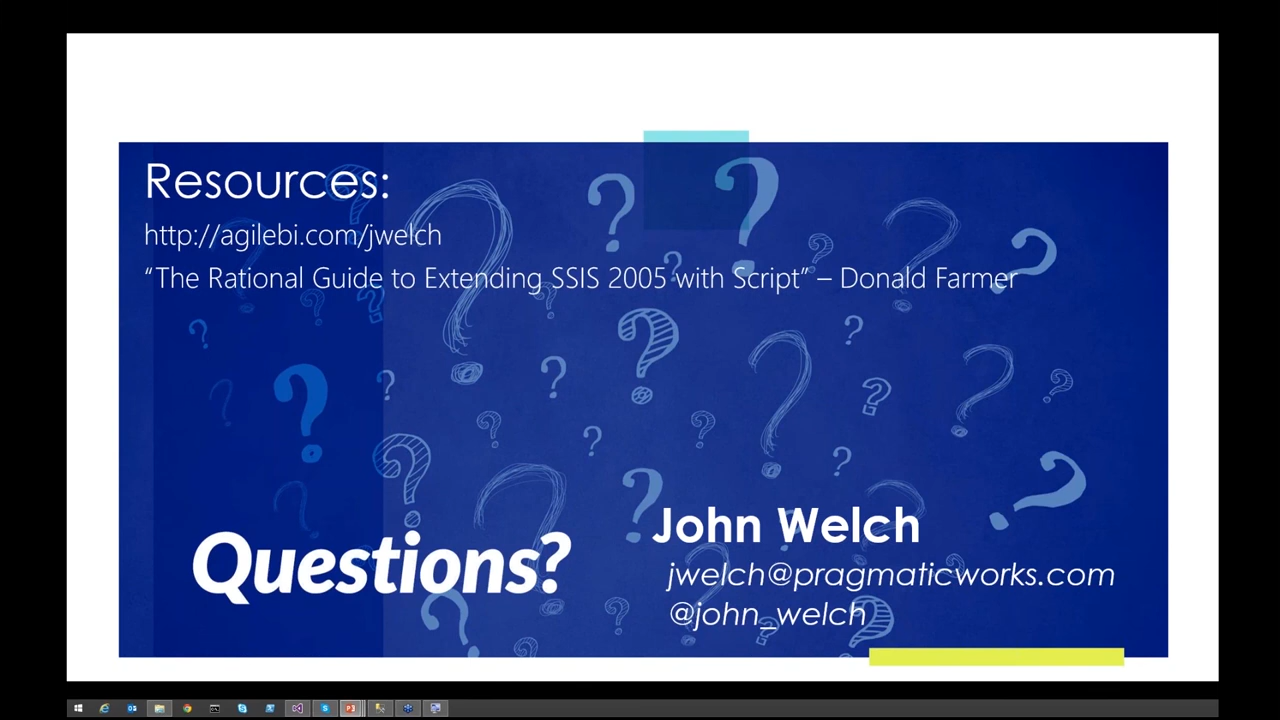 Resources:
http://agilebi.com/jwelch
“The Rational Guide to Extending SSIS 2005 with Script” – Donald Farmer
Questions?
John Welch
jwelch@pragmaticworks.com
@john_welch